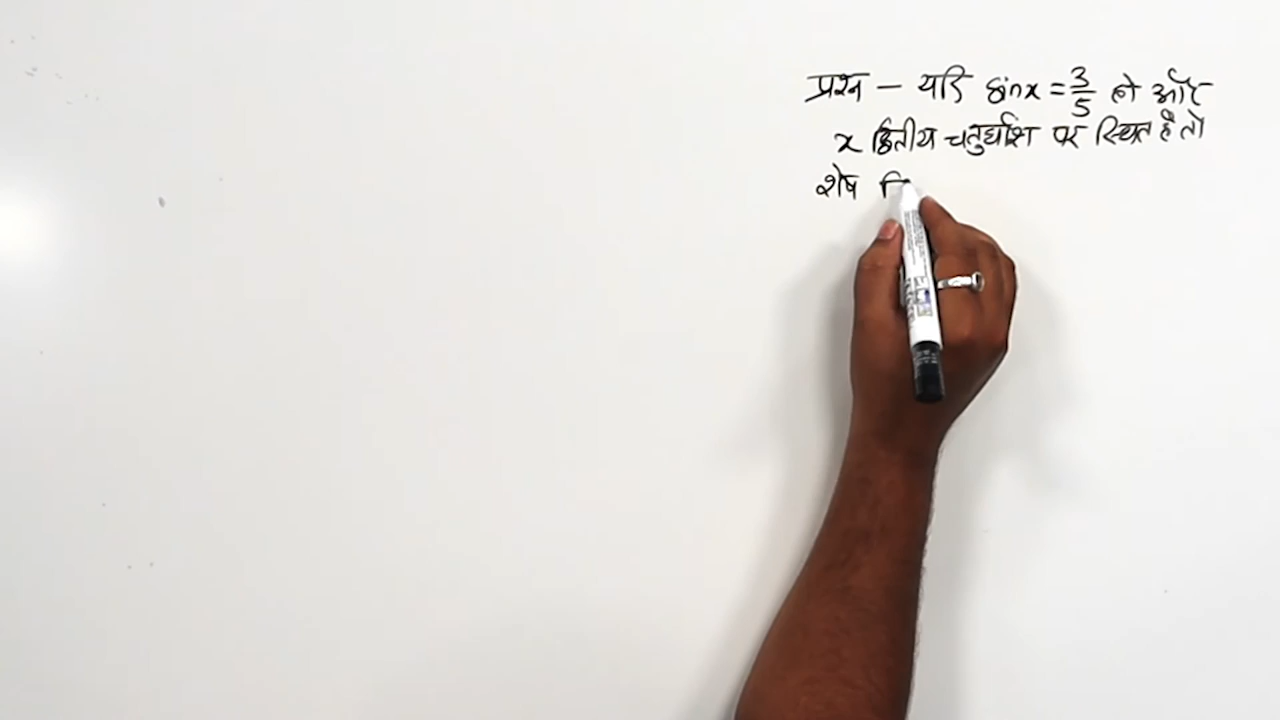 प्रश्न – यदि sin x = 3/5 हो और
x द्वितीय चतुर्थांश पर स्थित है तो
शेष